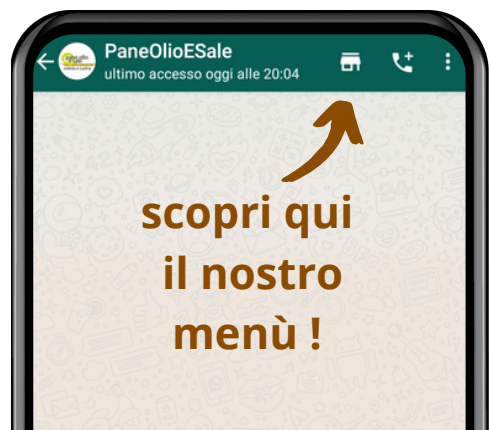 PaneOlioESale
ultimo accesso oggi alle 20:04
scopri qui
il nostro
menù !